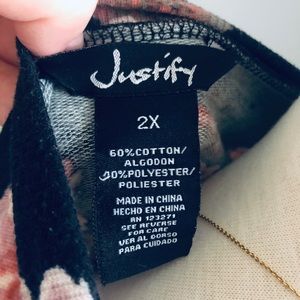 Justify
2X
60%COTTON/
ALGODON
POLYESTER/
POLIESTER
MADE IN CHINA
HECHO EN CHINA
RN 123271
SEE REVERSE
FOR CARE
VER AL DORSO
PARA CUIDADO